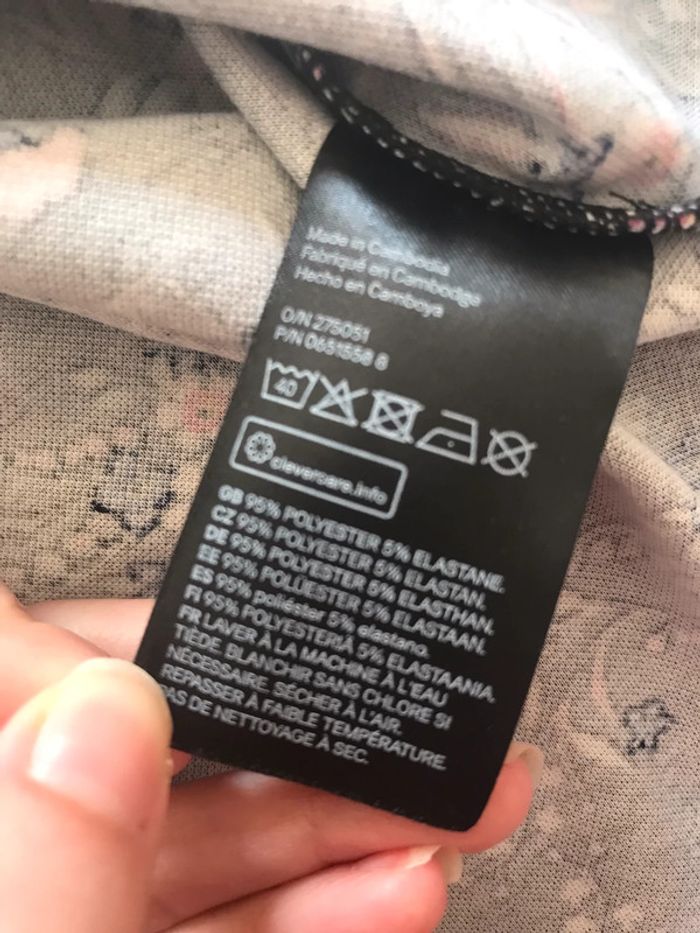 Made in Cambodia
Fabriqué en Cambodge
Hecho en Camboya
O/N 275051
P/N 0651558 8
40
clevercare.info
GB 95% POLYESTER 5% ELASTANE.
CZ 95% POLYESTER 5% ELASTAN.
DE 95% POLYESTER 5% ELASTHAN.
EE 95% POLÜESTER 5% ELASTAAN.
ES 95% poliéster 5% elastano.
FI 95% POLYESTERIÄ 5% ELASTAANIA.
FR LAVER À LA MACHINE À L'EAU
TIÈDE. BLANCHIR SANS CHLORE SI
NÉCESSAIRE. SÉCHER À L'AIR.
REPASSER À FAIBLE TEMPÉRATURE.
PAS DE NETTOYAGE À SEC.